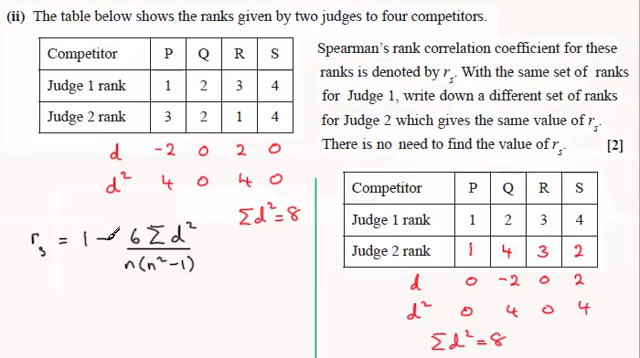 (ii) The table below shows the ranks given by two judges to four competitors.
Competitor P Q R S
Judge 1 rank 1 2 3 4
Judge 2 rank 3 2 1 4
d -2 0 2 0
d² 4 0 4 0
Σd² = 8
r_s = 1 - 6Σd² / n(n²-1)
Spearman's rank correlation coefficient for these
ranks is denoted by r_s. With the same set of ranks
for Judge 1, write down a different set of ranks
for Judge 2 which gives the same value of r_s.
There is no need to find the value of r_s. [2]
Competitor P Q R S
Judge 1 rank 1 2 3 4
Judge 2 rank 1 4 3 2
d 0 -2 0 2
d² 0 4 0 4
Σd² = 8